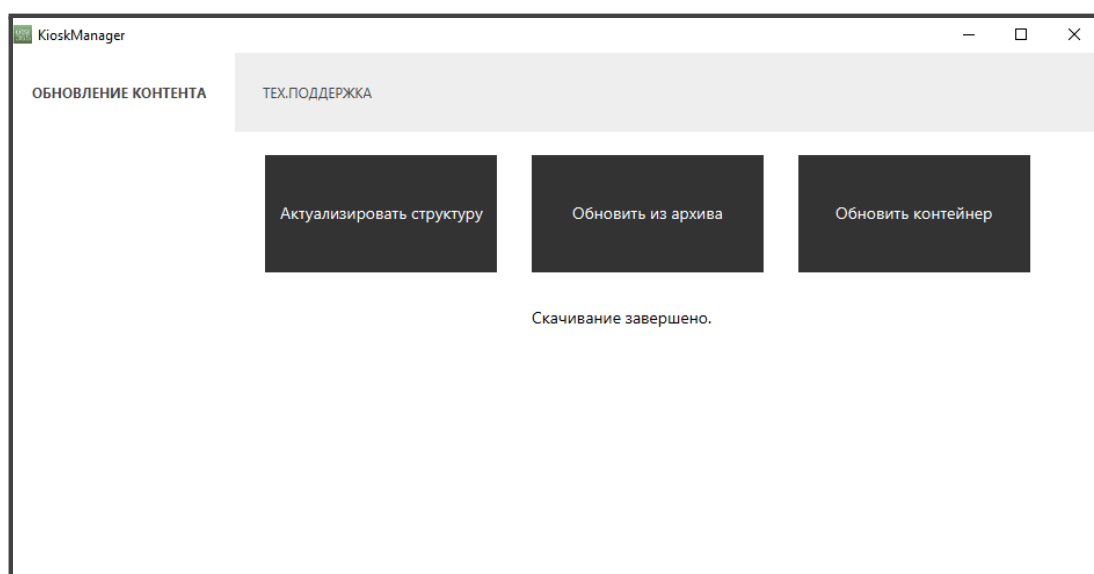 KioskManager
ОБНОВЛЕНИЕ КОНТЕНТА
ТЕХ.ПОДДЕРЖКА
Актуализировать структуру
Обновить из архива
Обновить контейнер
Скачивание завершено.